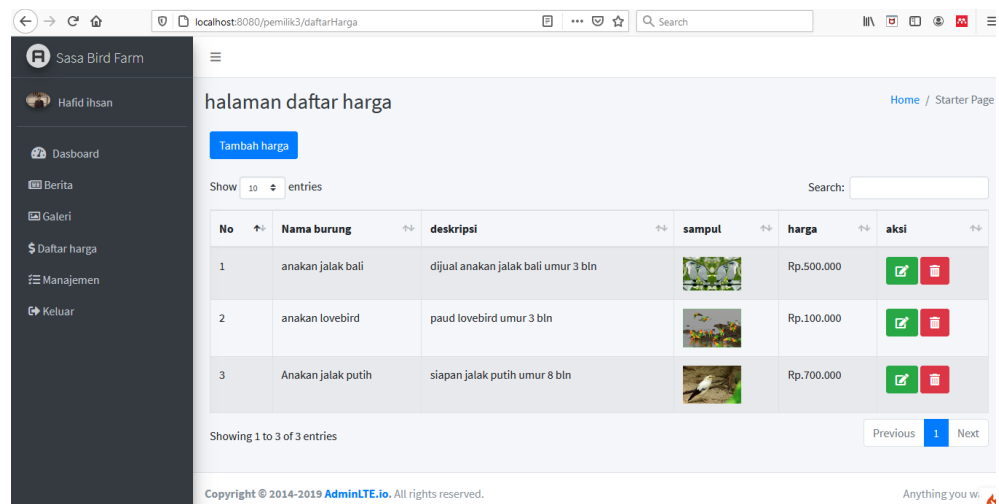 localhost:8080/pemilik3/daftarHarga
Search
Sasa Bird Farm
Hafid ihsan
Dasboard
Berita
Galeri
Daftar harga
Manajemen
Keluar
halaman daftar harga
Home / Starter Page
Tambah harga
Show 10 entries
Search:
No Nama burung deskripsi sampul harga aksi
1 anakan jalak bali dijual anakan jalak bali umur 3 bln Rp.500.000
2 anakan lovebird paud lovebird umur 3 bln Rp.100.000
3 Anakan jalak putih siapan jalak putih umur 8 bln Rp.700.000
Showing 1 to 3 of 3 entries
Previous 1 Next
Copyright © 2014-2019 AdminLTE.io. All rights reserved.
Anything you